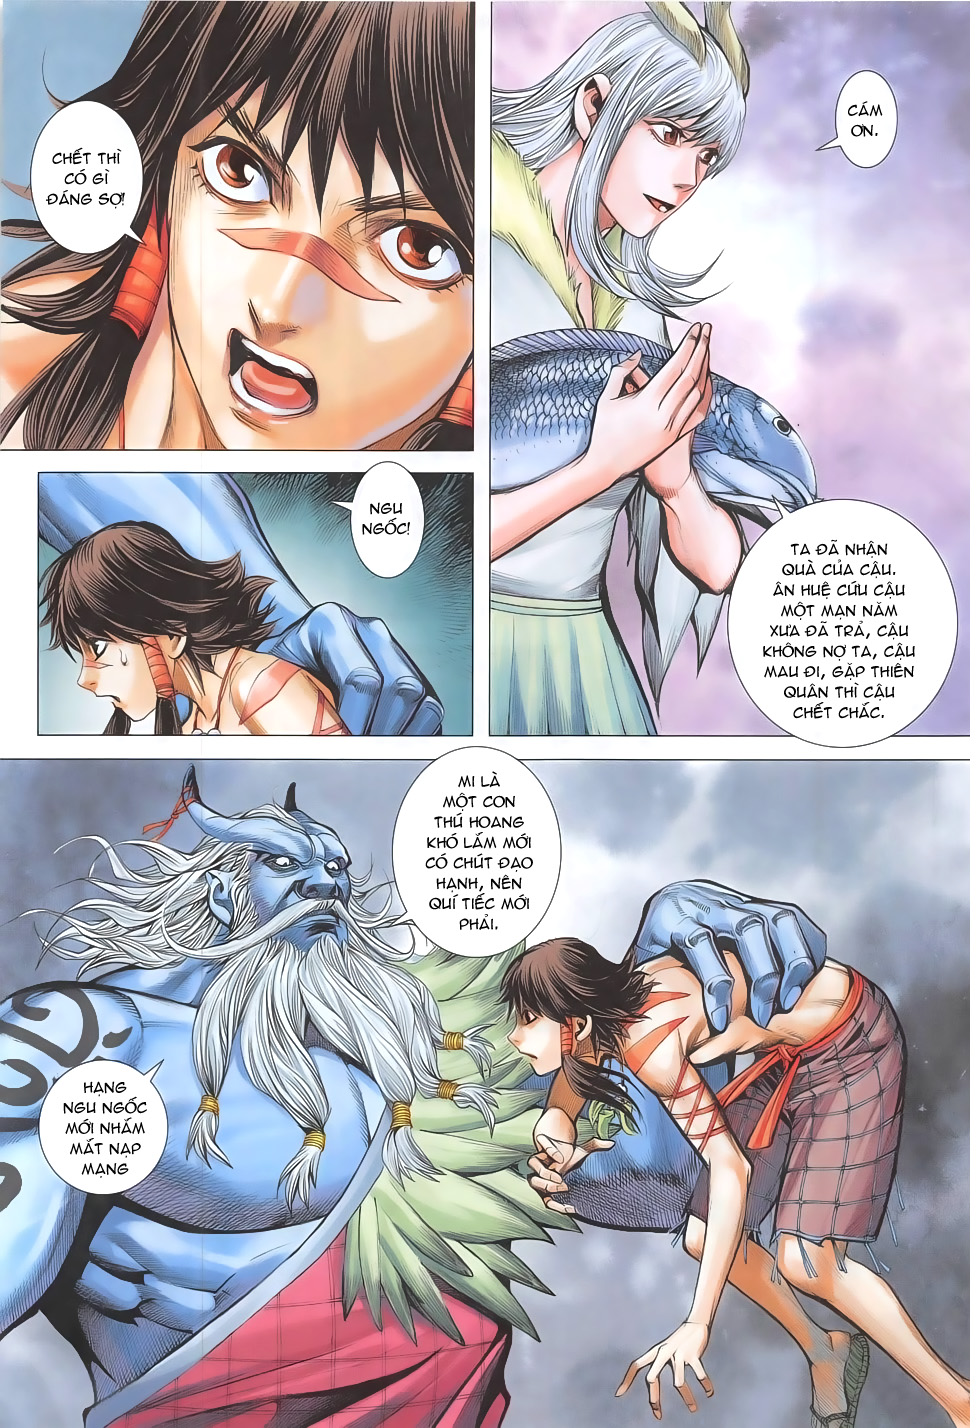 CÁM
ƠN.
TA ĐÃ NHẬN
QUÀ CỦA CẬU.
ÂN HUỆ CỨU CẬU
MỘT MẠN NĂM
XƯA ĐÃ TRẢ, CẬU
KHÔNG NỢ TA, CẬU
MAU ĐI, GẶP THIÊN
QUÂN THÌ CẬU
CHẾT CHẮC.
CHẾT THÌ
CÓ GÌ
ĐÁNG SỢ!
NGU
NGỐC!
MI LÀ
MỘT CON
THÚ HOANG
KHÓ LẮM MỚI
CÓ CHÚT ĐẠO
HẠNH, NÊN
QUÍ TIẾC MỚI
PHẢI.
HẠNG
NGU NGỐC
MỚI NHẮM
MẮT NẠP
MẠNG